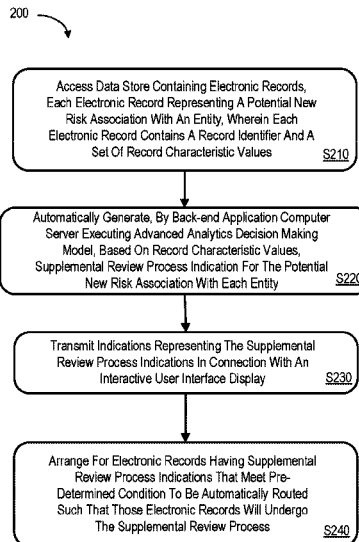 200
Access Data Store Containing Electronic Records,
Each Electronic Record Representing A Potential New
Risk Association With An Entity, Wherein Each
Electronic Record Contains A Record Identifier And A
Set Of Record Characteristic Values
S210
Automatically Generate, By Back-end Application Computer
Server Executing Advanced Analytics Decision Making
Model, Based On Record Characteristic Values,
Supplemental Review Process Indication For The Potential
New Risk Association With Each Entity
S220
Transmit Indications Representing The Supplemental
Review Process Indications In Connection With An
Interactive User Interface Display
S230
Arrange For Electronic Records Having Supplemental
Review Process Indications That Meet Pre-
Determined Condition To Be Automatically Routed
Such That Those Electronic Records Will Undergo
The Supplemental Review Process
S240